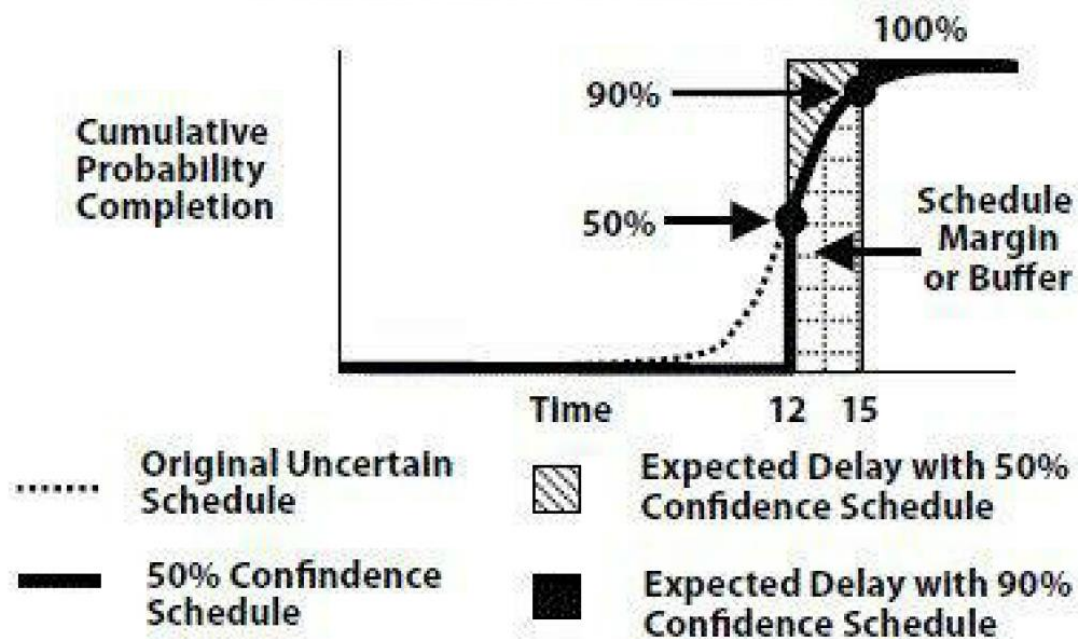 100%
90%
Cumulative
Probability
Completion
50%
Schedule
Margin
or Buffer
Time
12
15
Original Uncertain
Schedule
Expected Delay with 50%
Confidence Schedule
50% Confindence
Schedule
Expected Delay with 90%
Confidence Schedule